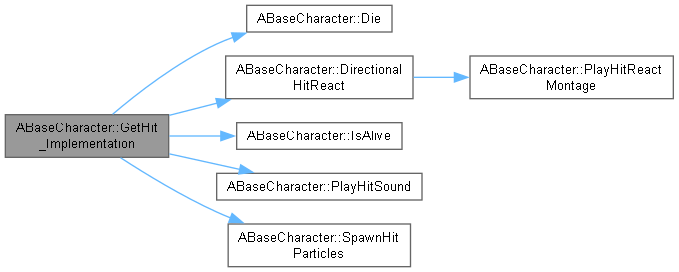 ABaseCharacter::Die
ABaseCharacter::Directional
HitReact
ABaseCharacter::PlayHitReact
Montage
ABaseCharacter::GetHit
_Implementation
ABaseCharacter::IsAlive
ABaseCharacter::PlayHitSound
ABaseCharacter::SpawnHit
Particles